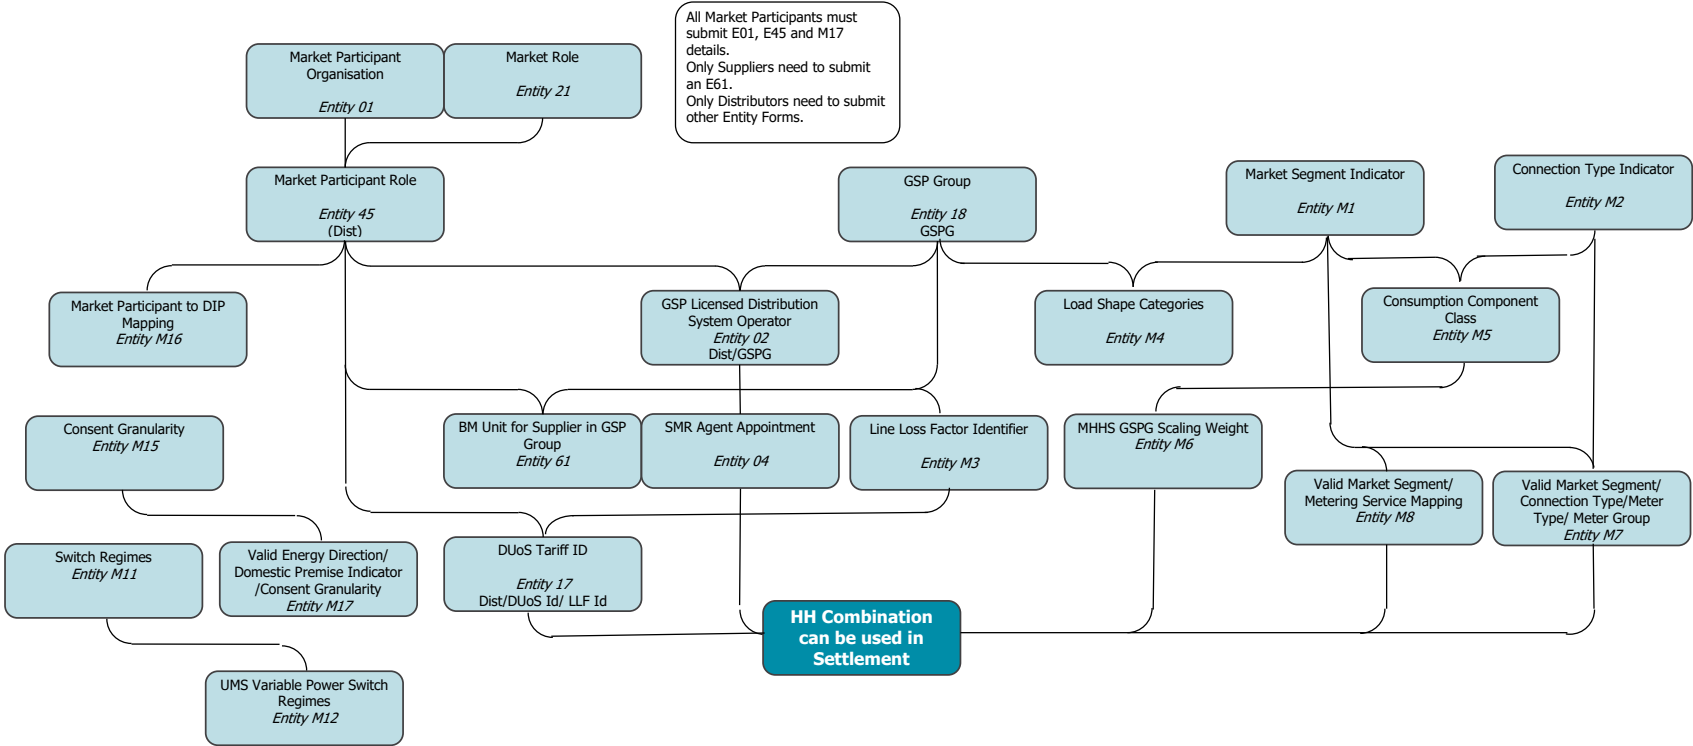 All Market Participants must
submit E01, E45 and M17
details.
Only Suppliers need to submit
an E61.
Only Distributors need to submit
other Entity Forms.
Market Participant
Organisation
Entity 01
Market Role
Entity 21
Market Participant Role
Entity 45
(Dist)
GSP Group
Entity 18
GSPG
Market Segment Indicator
Entity M1
Connection Type Indicator
Entity M2
Market Participant to DIP
Mapping
Entity M16
GSP Licensed Distribution
System Operator
Entity 02
Dist/GSPG
Load Shape Categories
Entity M4
Consumption Component
Class
Entity M5
Consent Granularity
Entity M15
BM Unit for Supplier in GSP
Group
Entity 61
SMR Agent Appointment
Entity 04
Line Loss Factor Identifier
Entity M3
MHHS GSPG Scaling Weight
Entity M6
Valid Market Segment/
Metering Service Mapping
Entity M8
Valid Market Segment/
Connection Type/Meter
Type/ Meter Group
Entity M7
Switch Regimes
Entity M11
Valid Energy Direction/
Domestic Premise Indicator
/Consent Granularity
Entity M17
DUoS Tariff ID
Entity 17
Dist/DUoS Id/ LLF Id
HH Combination
can be used in
Settlement
UMS Variable Power Switch
Regimes
Entity M12